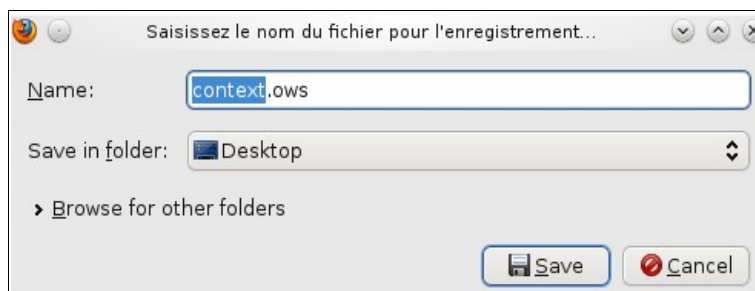 Saisissez le nom du fichier pour l'enregistrement...
Name: context.ows
Save in folder: Desktop
Browse for other folders
Save Cancel